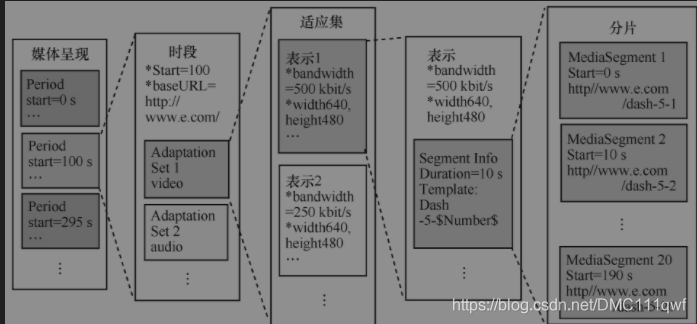 媒体呈现
Period
start=0 s
…
Period
start=100 s
…
Period
start=295 s
…
⋮
时段
*Start=100
*baseURL=
http://
www.e.com/
Adaptation
Set 1
video
Adaptation
Set 2
audio
⋮
适应集
表示1
*bandwidth
=500 kbit/s
*width640,
height480
…
表示2
*bandwidth
=250 kbit/s
*width640,
height480
…
⋮
表示
*bandwidth
=500 kbit/s
*width640,
height480
Segment Info
Duration=10 s
Template:
Dash
-5-$Number$
⋮
分片
MediaSegment 1
Start=0 s
http//www.e.com
/dash-5-1
MediaSegment 2
Start=10 s
http//www.e.com
/dash-5-2
⋮
MediaSegment 20
Start=190 s
http//www.e.com
https://blog.csdn.net/DMC111qwf